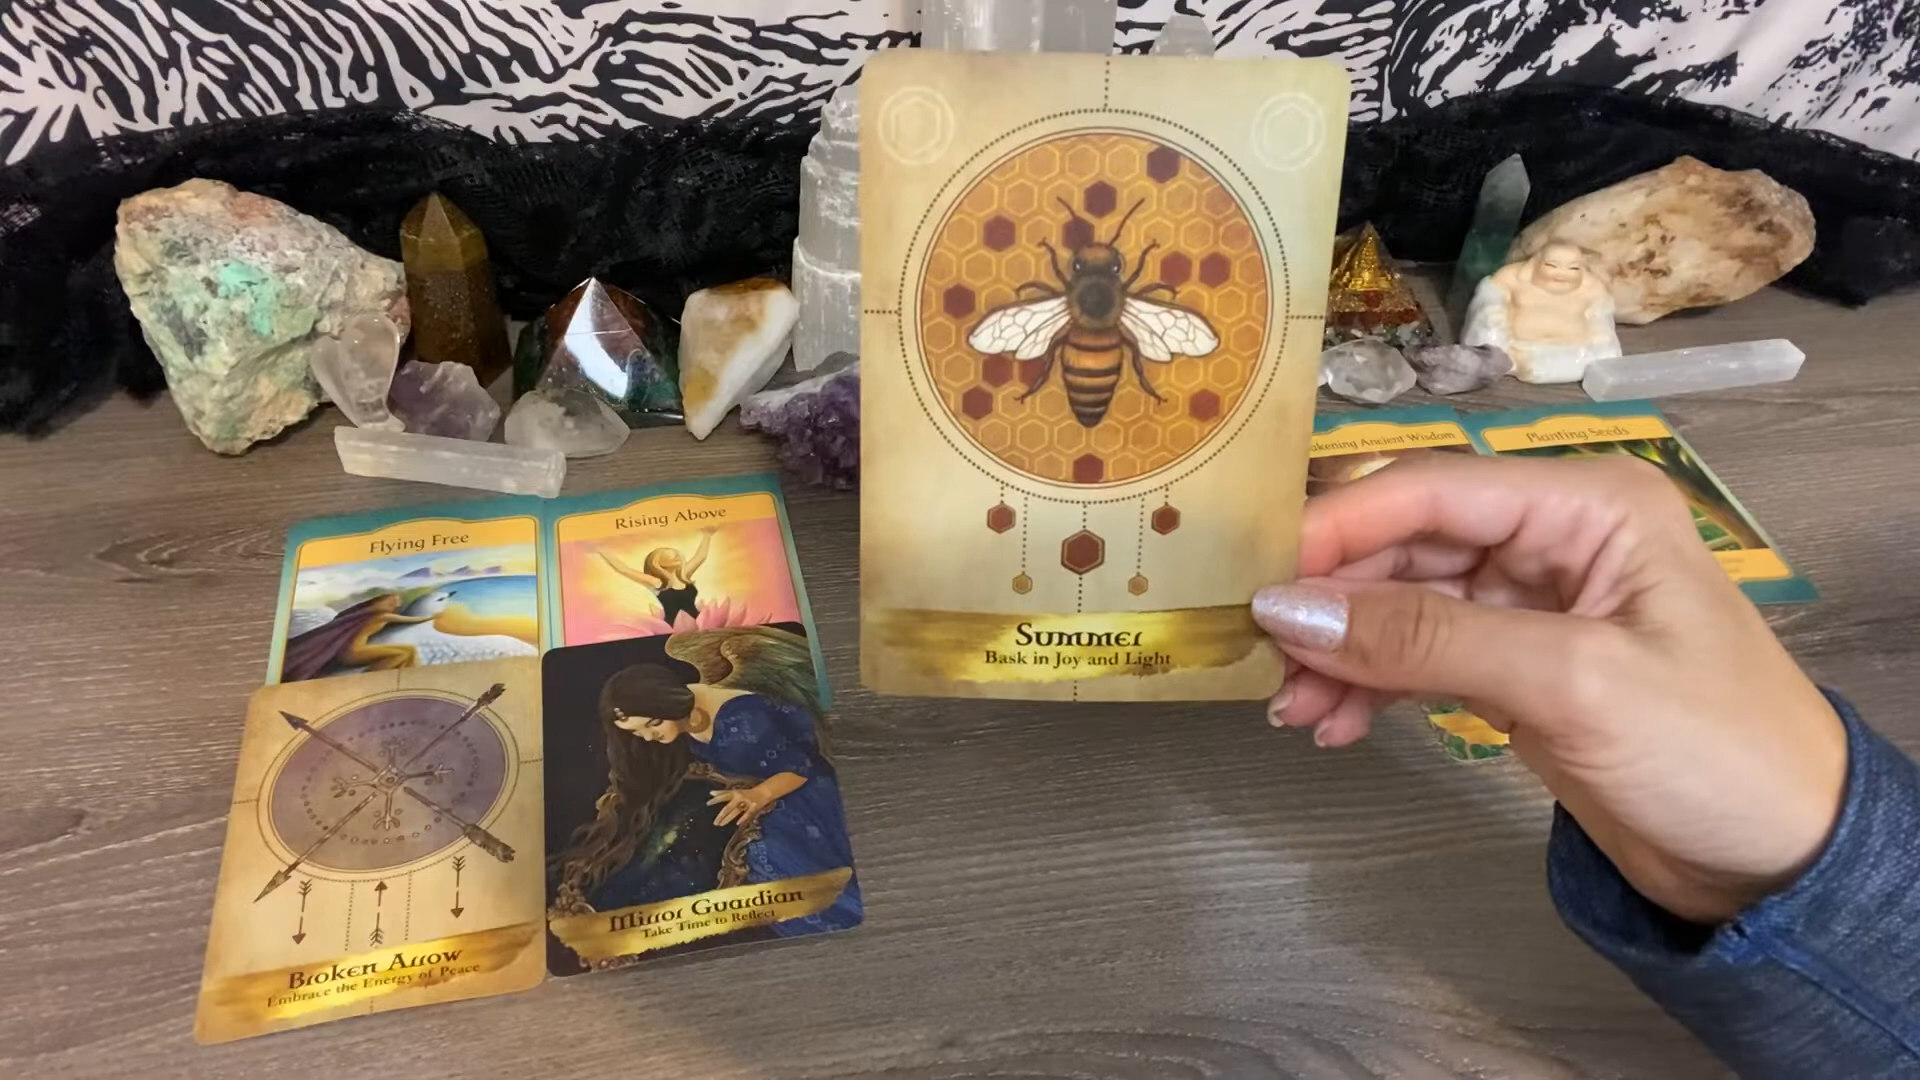 Summer
Bask in Joy and Light
Awakening Ancient Wisdom
Planting Seeds
Flying Free
Rising Above
Broken Arrow
Embrace the Energy of Peace
Mirror Guardian
Take Time to Reflect